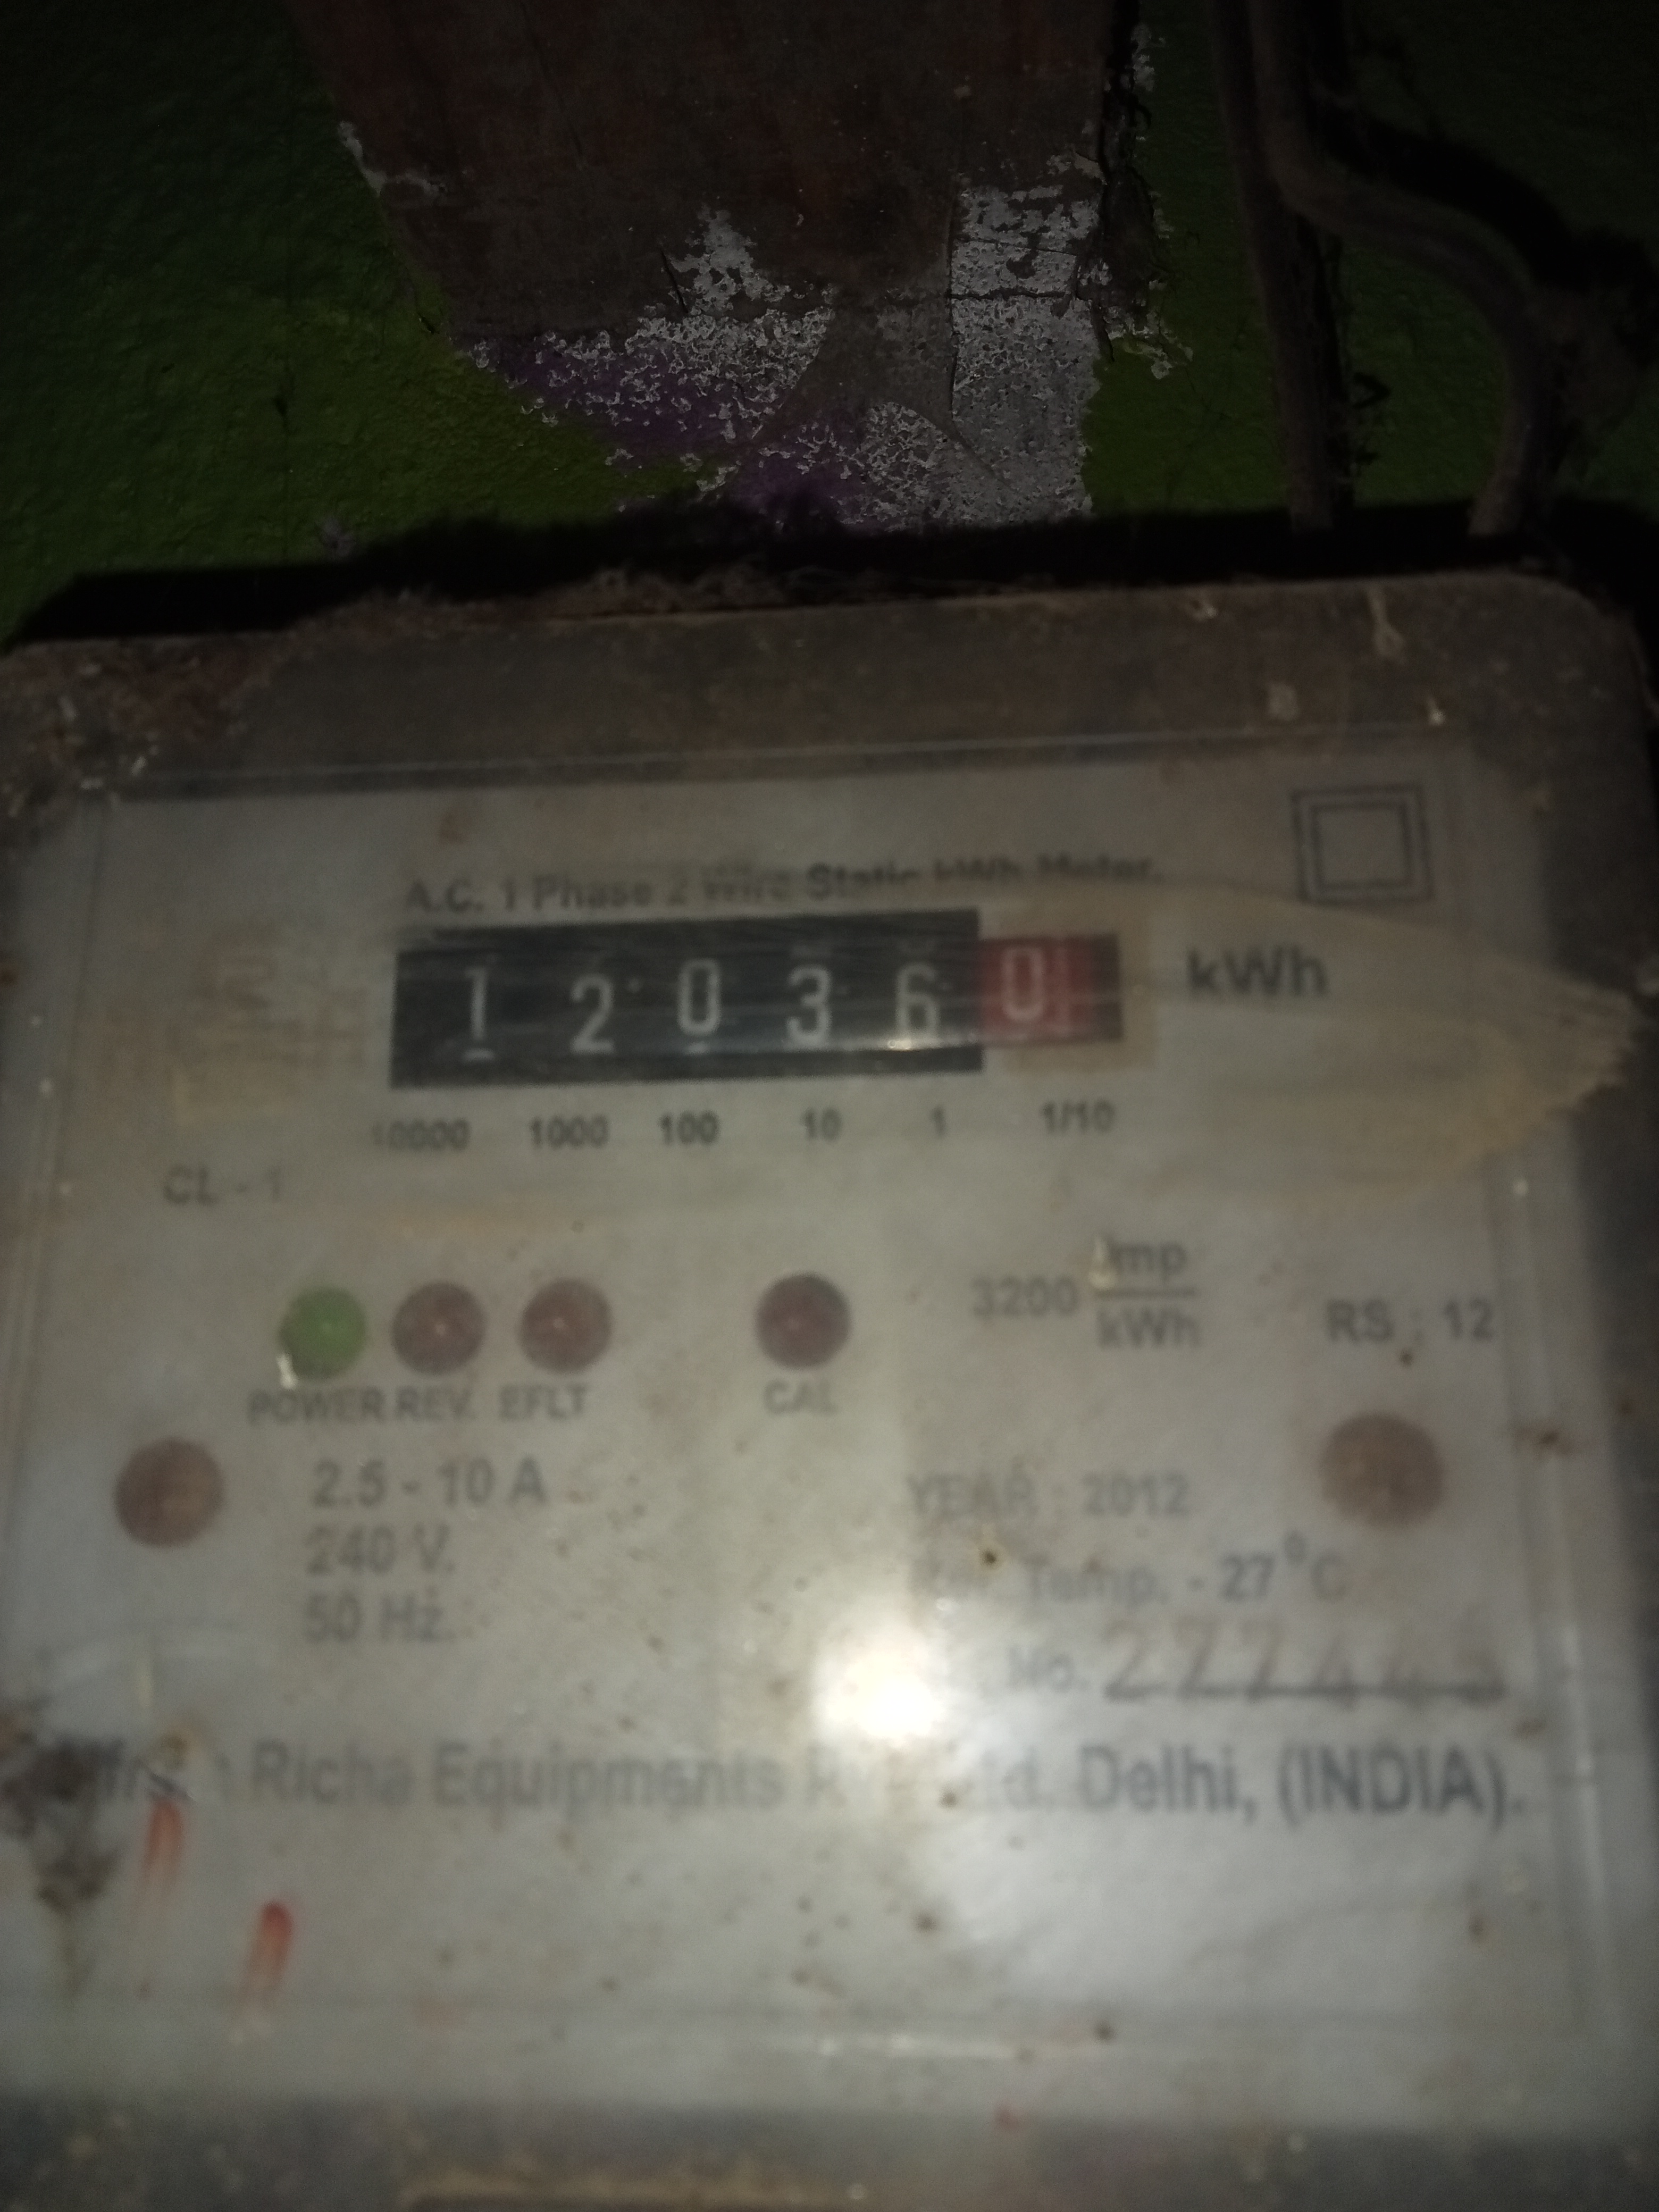 A.C. 1 Phase 2 Wire Static kWh Meter.
1 2 0 3 6 0 kWh
10000 1000 100 10 1 1/10
CL - 1
3200 Imp
kWh
RS : 12
POWER REV. EFLT CAL
2.5 - 10 A
240 V.
50 Hz.
YEAR : 2012
Temp. - 27°C
No.
Richa Equipments Delhi, (INDIA).